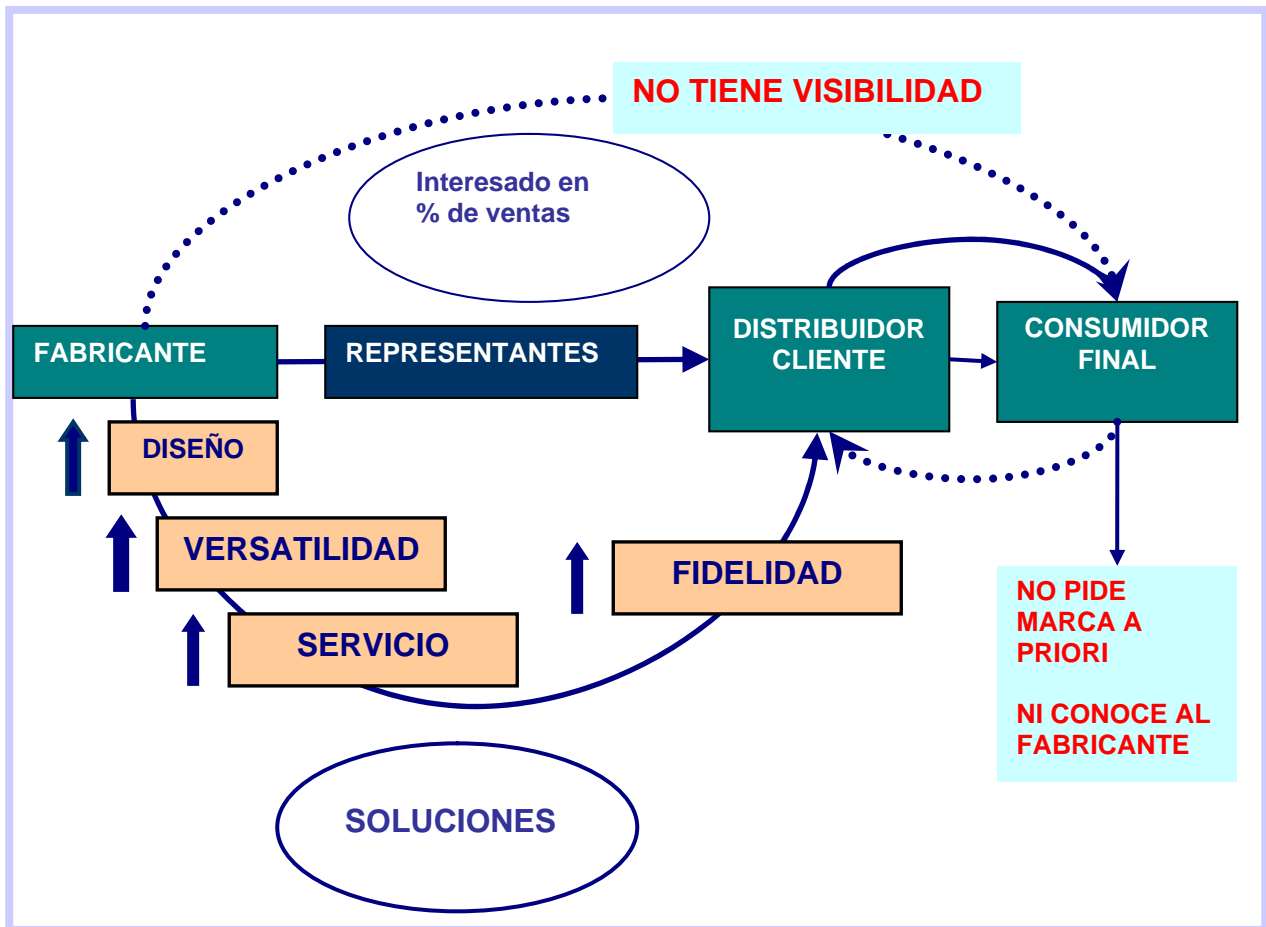 NO TIENE VISIBILIDAD
Interesado en
% de ventas
FABRICANTE
REPRESENTANTES
DISTRIBUIDOR
CLIENTE
CONSUMIDOR
FINAL
DISEÑO
VERSATILIDAD
SERVICIO
FIDELIDAD
NO PIDE
MARCA A
PRIORI
NI CONOCE AL
FABRICANTE
SOLUCIONES